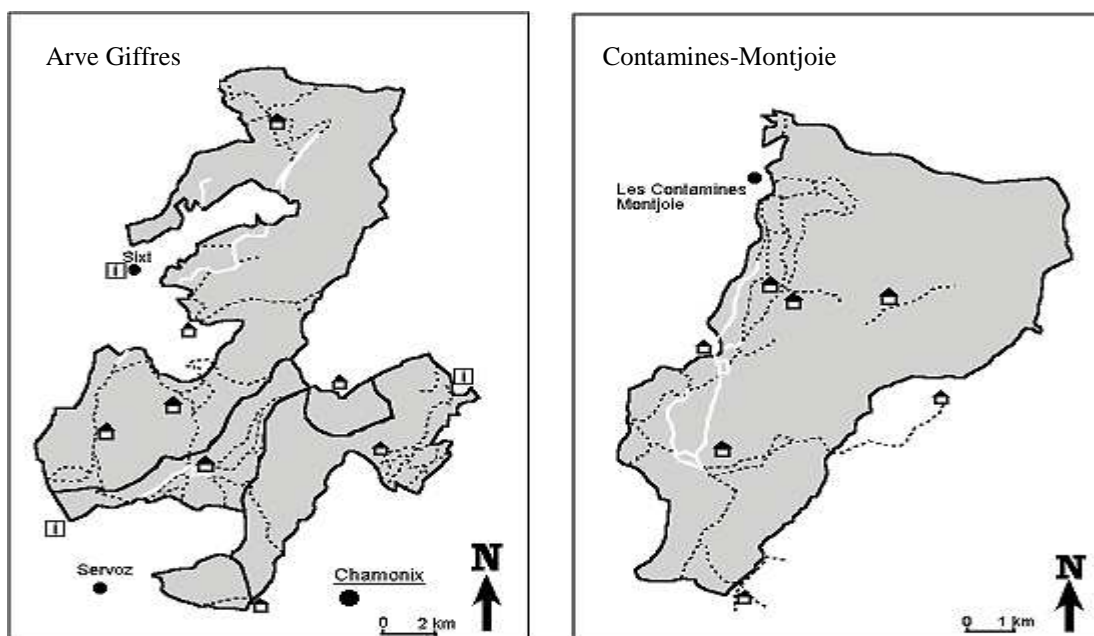 Arve Giffres
Sixt
i
i
i
Servoz
Chamonix
N
0 2 km
Contamines-Montjoie
Les Contamines
Montjoie
N
0 1 km